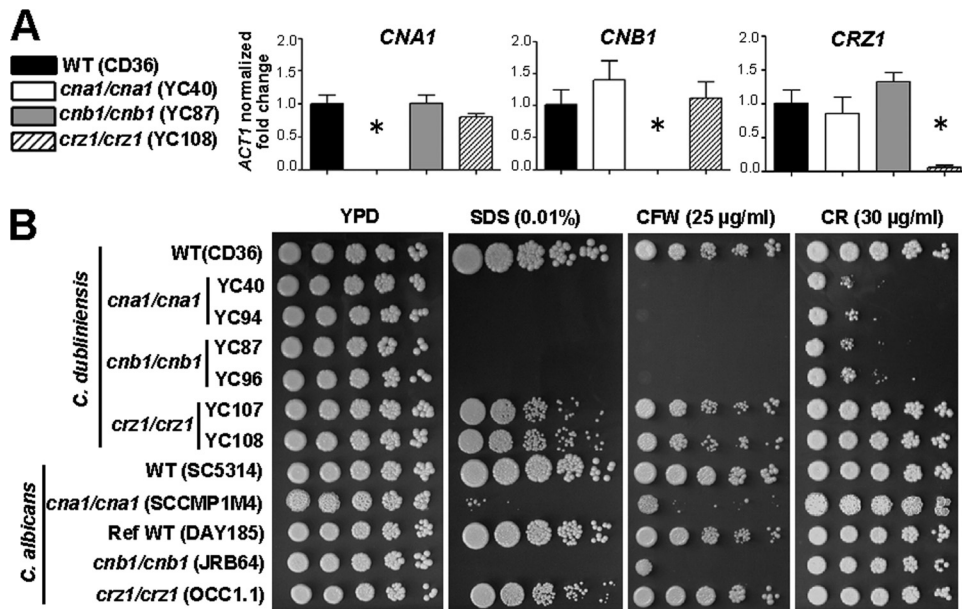 A
WT (CD36)
cna1/cna1 (YC40)
cnb1/cnb1 (YC87)
crz1/crz1 (YC108)
ACT1 normalized
fold change
CNA1
2.0
1.5
1.0
0.5
0.0
*
CNB1
2.0
1.5
1.0
0.5
0.0
*
CRZ1
2.0
1.5
1.0
0.5
0.0
*
B
YPD
SDS (0.01%)
CFW (25 µg/ml)
CR (30 µg/ml)
C. dubliniensis
WT(CD36)
cna1/cna1
YC40
YC94
cnb1/cnb1
YC87
YC96
crz1/crz1
YC107
YC108
C. albicans
WT (SC5314)
cna1/cna1 (SCCMP1M4)
Ref WT (DAY185)
cnb1/cnb1 (JRB64)
crz1/crz1 (OCC1.1)